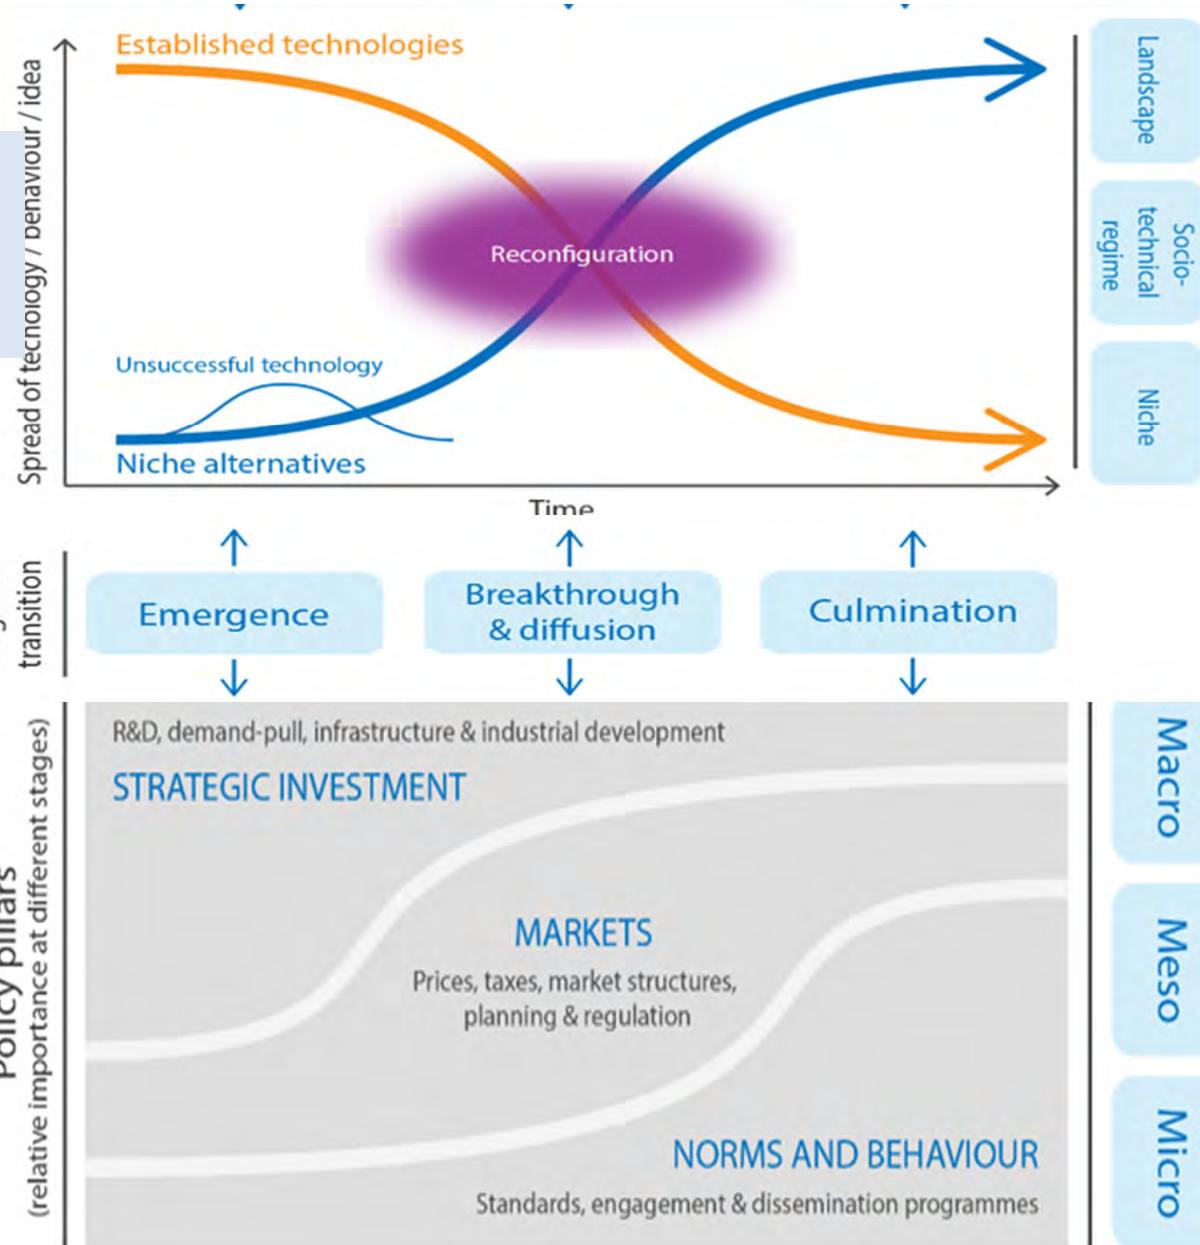 Established technologies
Spread of tecnology / behaviour / idea
Reconfiguration
Unsuccessful technology
Niche alternatives
Time
Landscape
Socio-
technical
regime
Niche
transition
Emergence
Breakthrough
& diffusion
Culmination
Policy pillars
(relative importance at different stages)
R&D, demand-pull, infrastructure & industrial development
STRATEGIC INVESTMENT
MARKETS
Prices, taxes, market structures,
planning & regulation
NORMS AND BEHAVIOUR
Standards, engagement & dissemination programmes
Macro
Meso
Micro